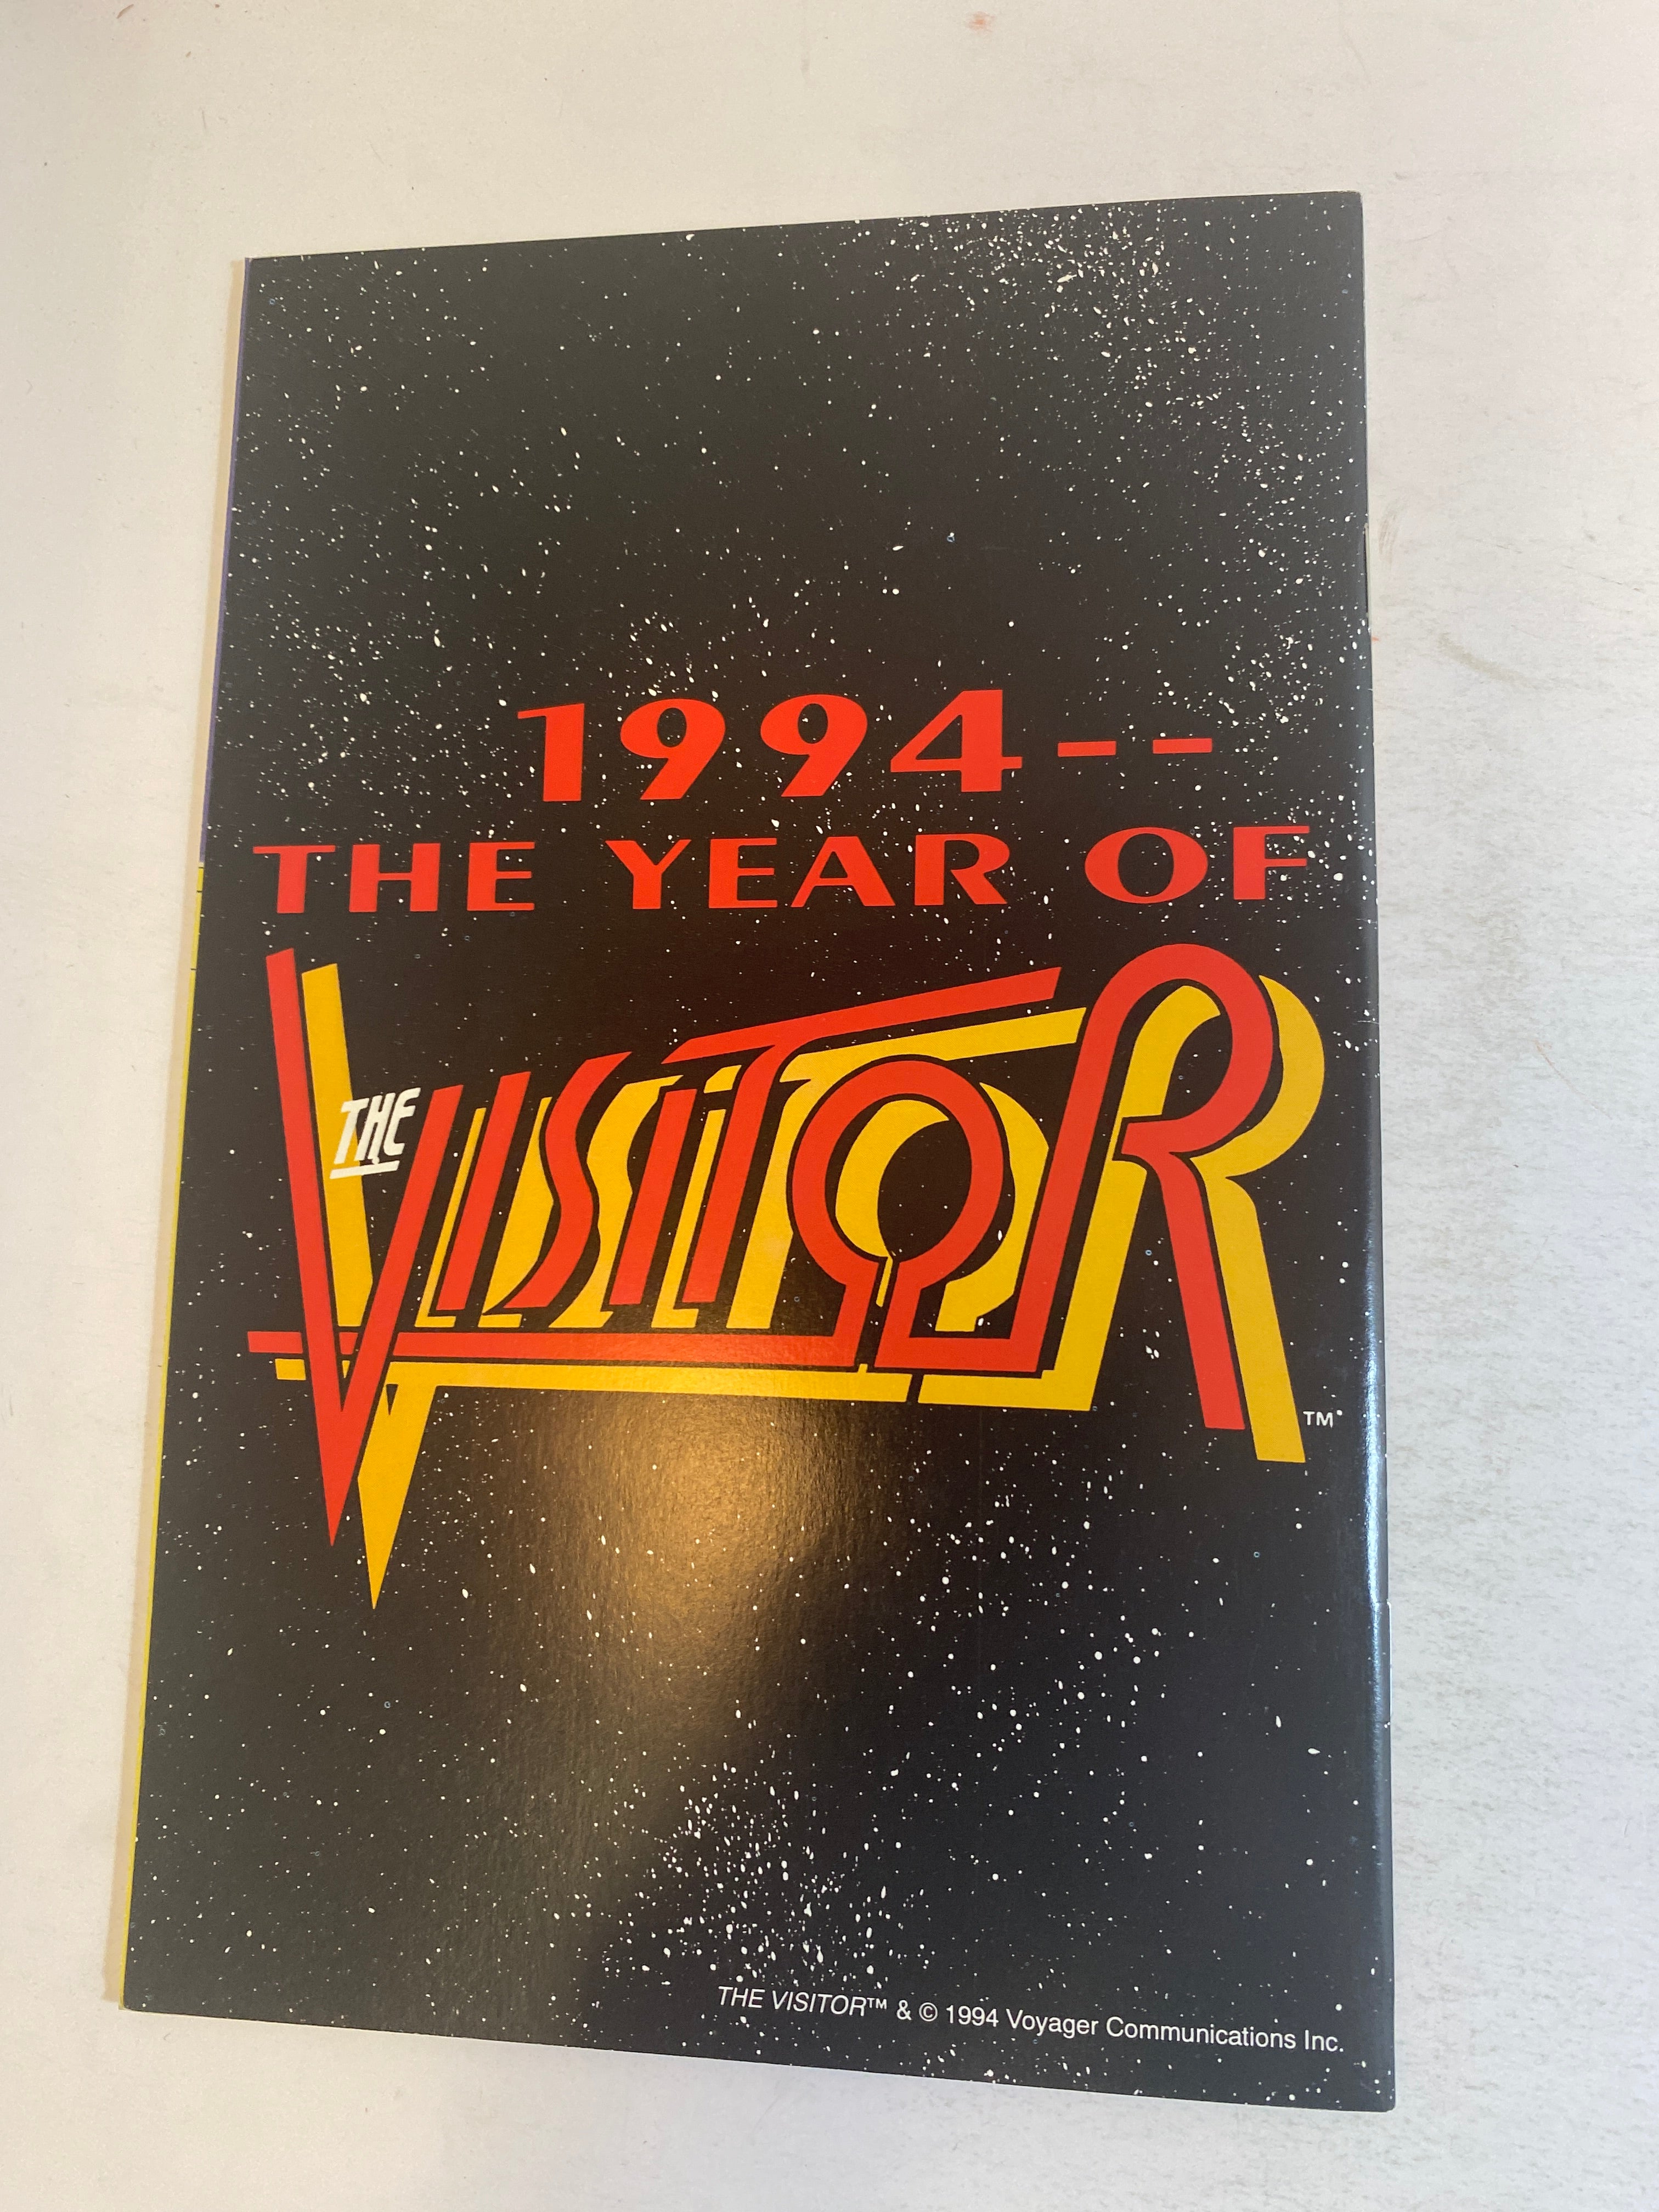 1994--
THE YEAR OF
THE
VISITOR™
THE VISITOR™ & © 1994 Voyager Communications Inc.